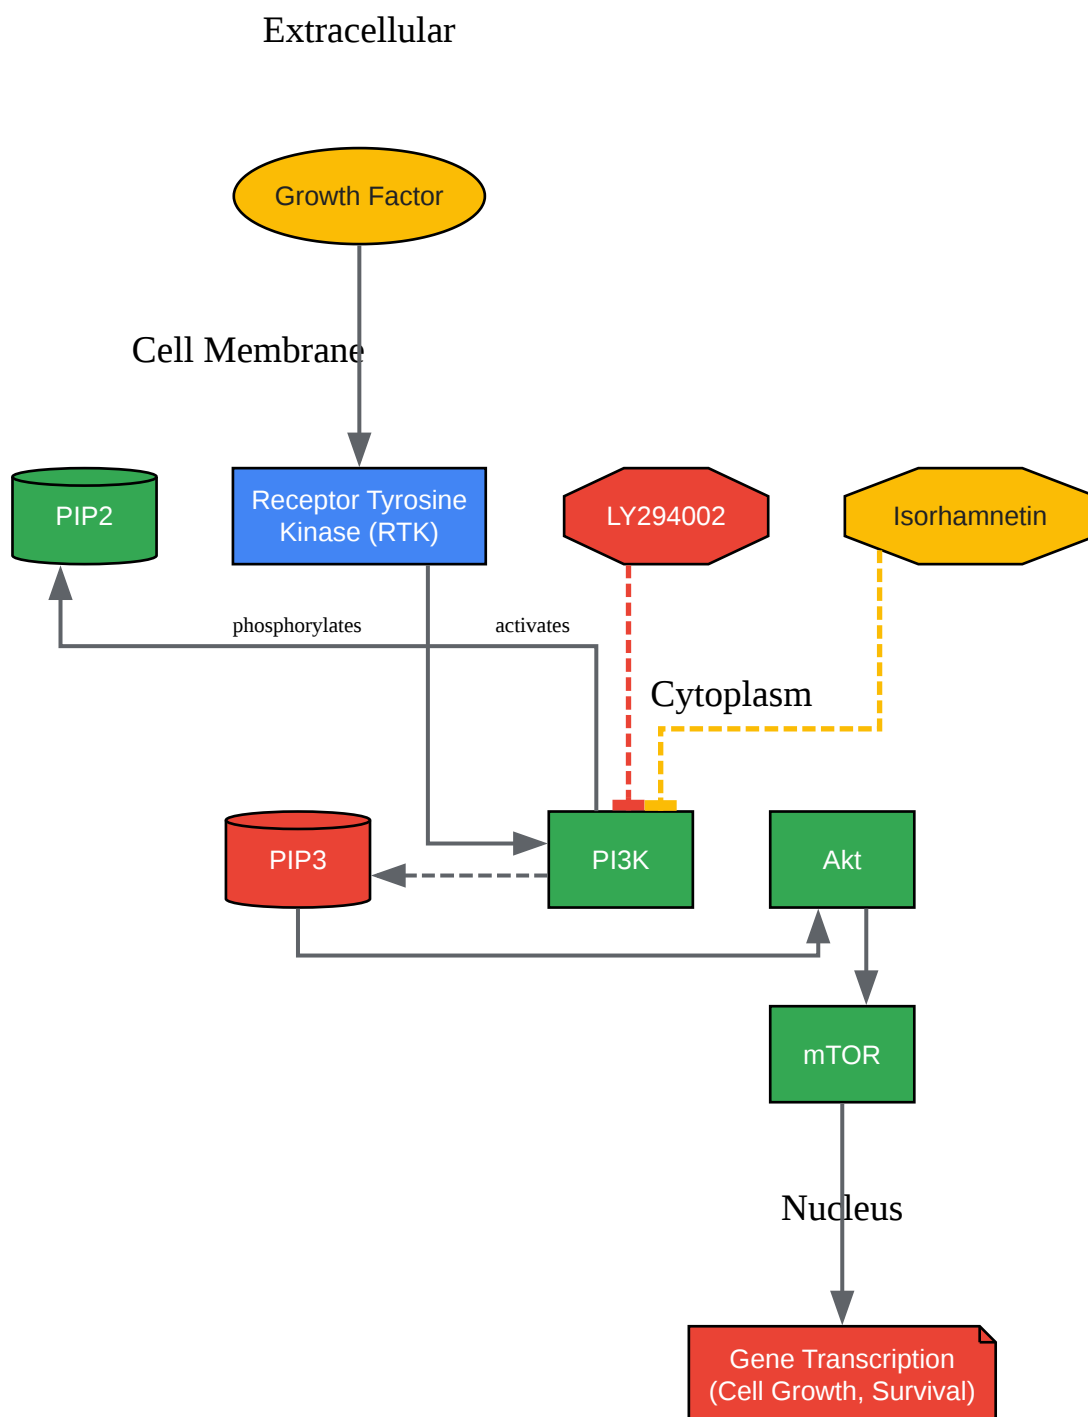 Extracellular
Growth Factor
Cell Membrane
PIP2
Receptor Tyrosine
Kinase (RTK)
LY294002
Isorhamnetin
phosphorylates
activates
Cytoplasm
PIP3
PI3K
Akt
mTOR
Nucleus
Gene Transcription
(Cell Growth, Survival)